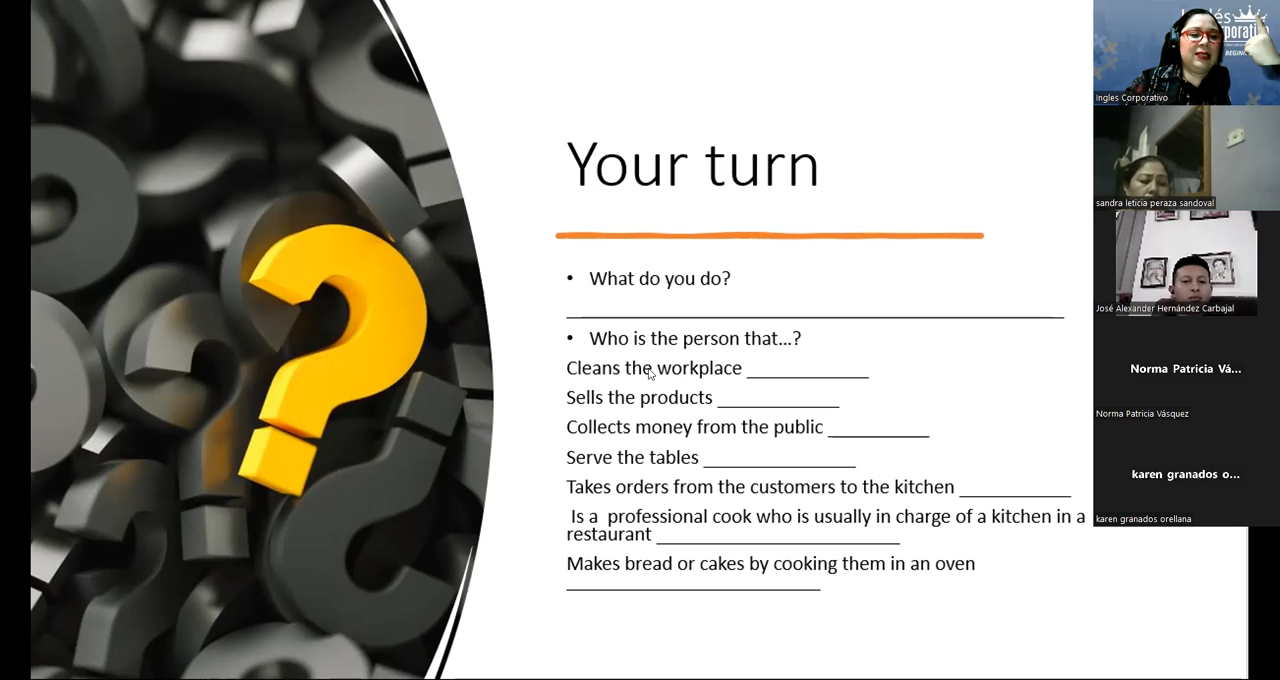 Your turn
• What do you do?
• Who is the person that...?
Cleans the workplace ____________
Sells the products ____________
Collects money from the public __________
Serve the tables _______________
Takes orders from the customers to the kitchen ___________
Is a  professional cook who is usually in charge of a kitchen in a
restaurant ________________________
Makes bread or cakes by cooking them in an oven
_________________________
Inglés
BEGIN
Ingles Corporativo
sandra leticia peraza sandoval
José Alexander Hernández Carbajal
Norma Patricia Vá...
Norma Patricia Vásquez
karen granados o...
karen granados orellana